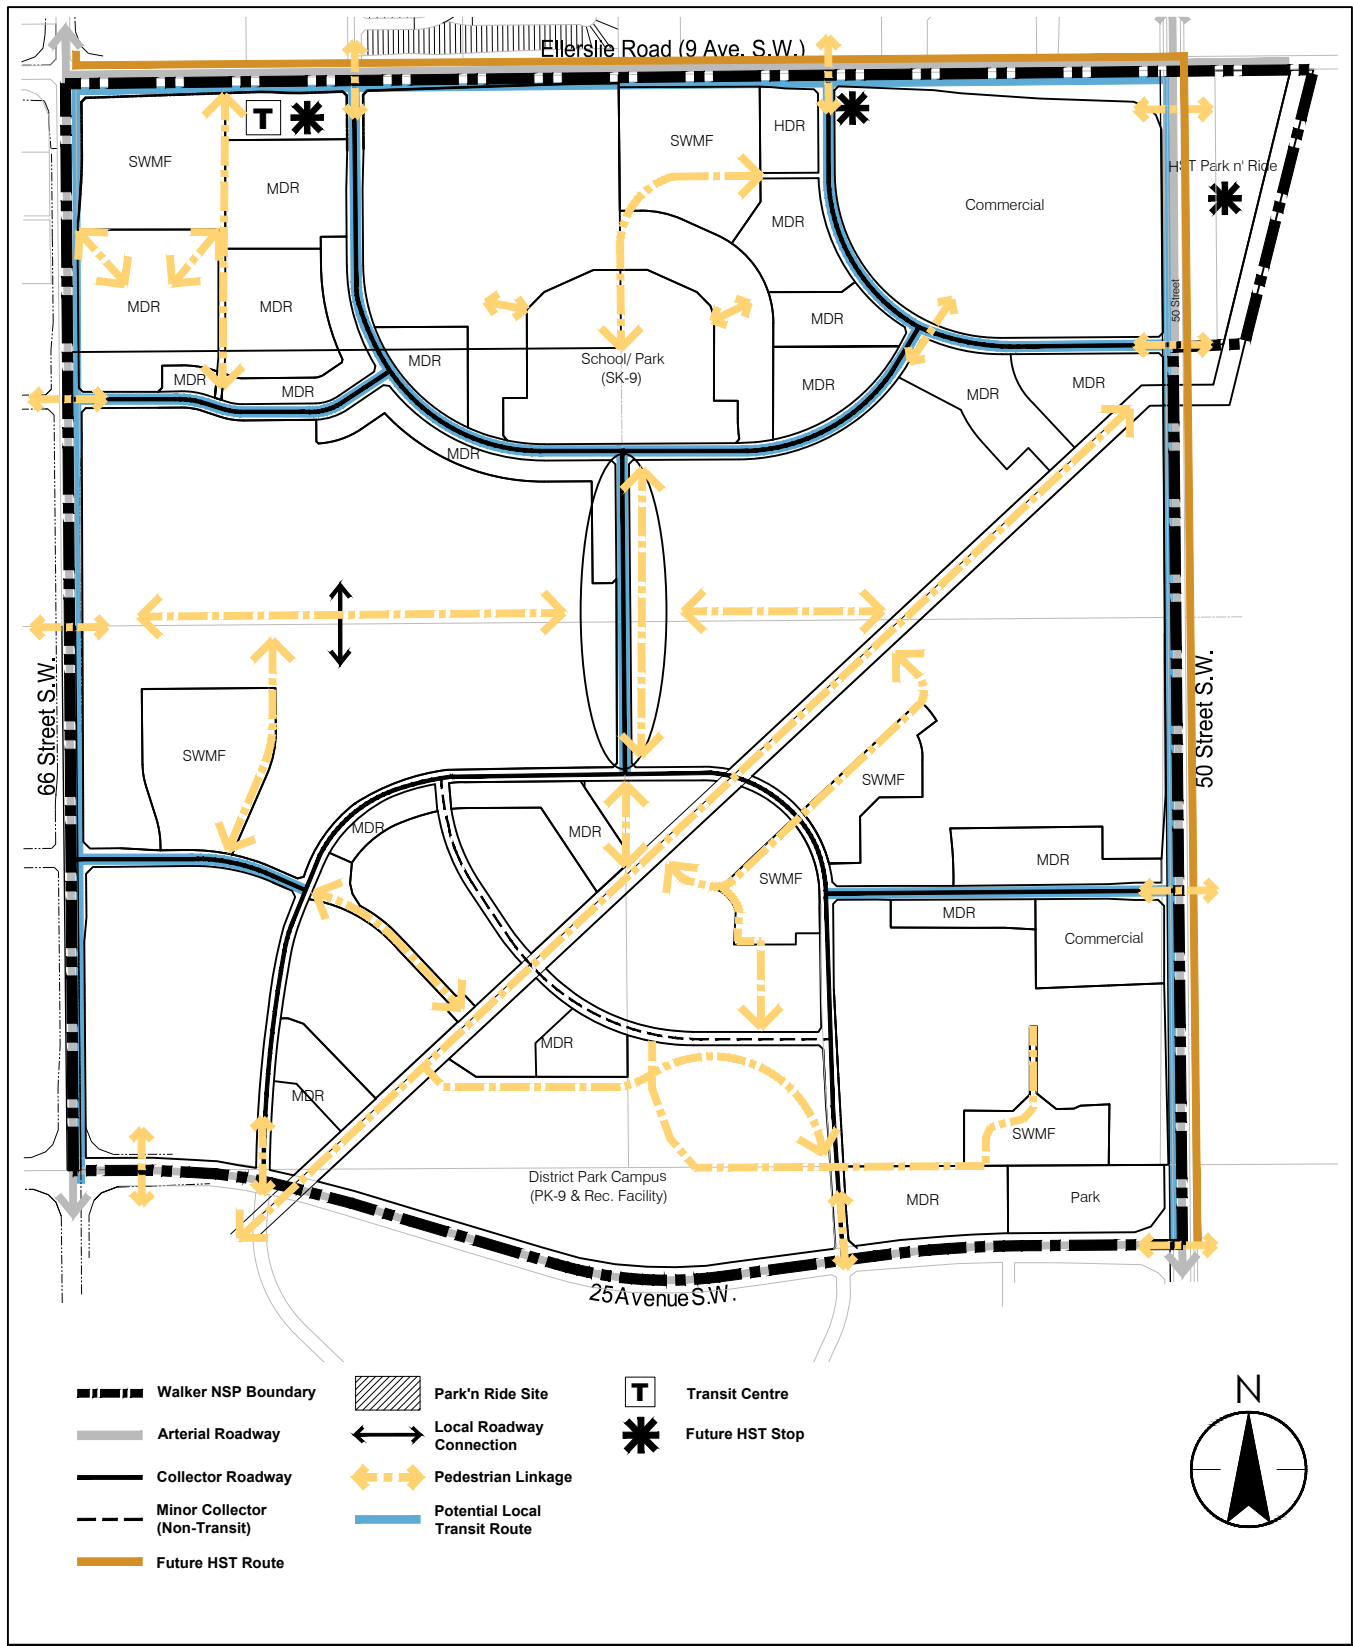 Ellerslie Road (9 Ave. S.W.)
T
SWMF
SWMF
HDR
HST Park n' Ride
MDR
Commercial
MDR
MDR
MDR
50 Street
MDR
School/ Park
(SK-9)
MDR
MDR
MDR
MDR
MDR
MDR
MDR
MDR
66 Street S.W.
50 Street S.W.
SWMF
SWMF
MDR
MDR
MDR
SWMF
MDR
Commercial
MDR
MDR
SWMF
District Park Campus
(PK-9 & Rec. Facility)
MDR
Park
25 Avenue S.W.
Walker NSP Boundary
Park'n Ride Site
T
Transit Centre
Arterial Roadway
Local Roadway
Connection
Future HST Stop
Collector Roadway
Pedestrian Linkage
Minor Collector
(Non-Transit)
Potential Local
Transit Route
Future HST Route
N